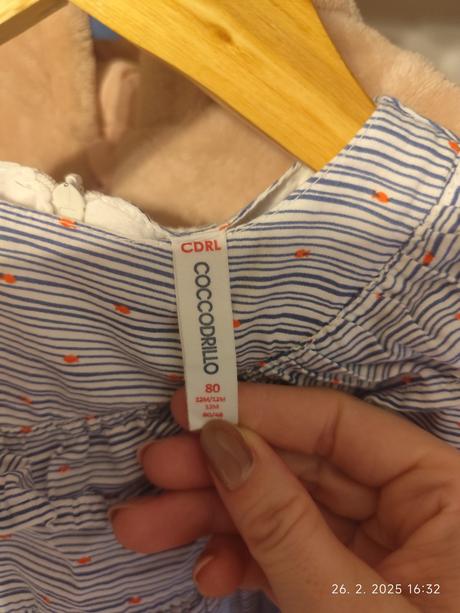 CDRL
COCCODRILLO
80
12M/12M
12M
80/48
26. 2. 2025 16:32